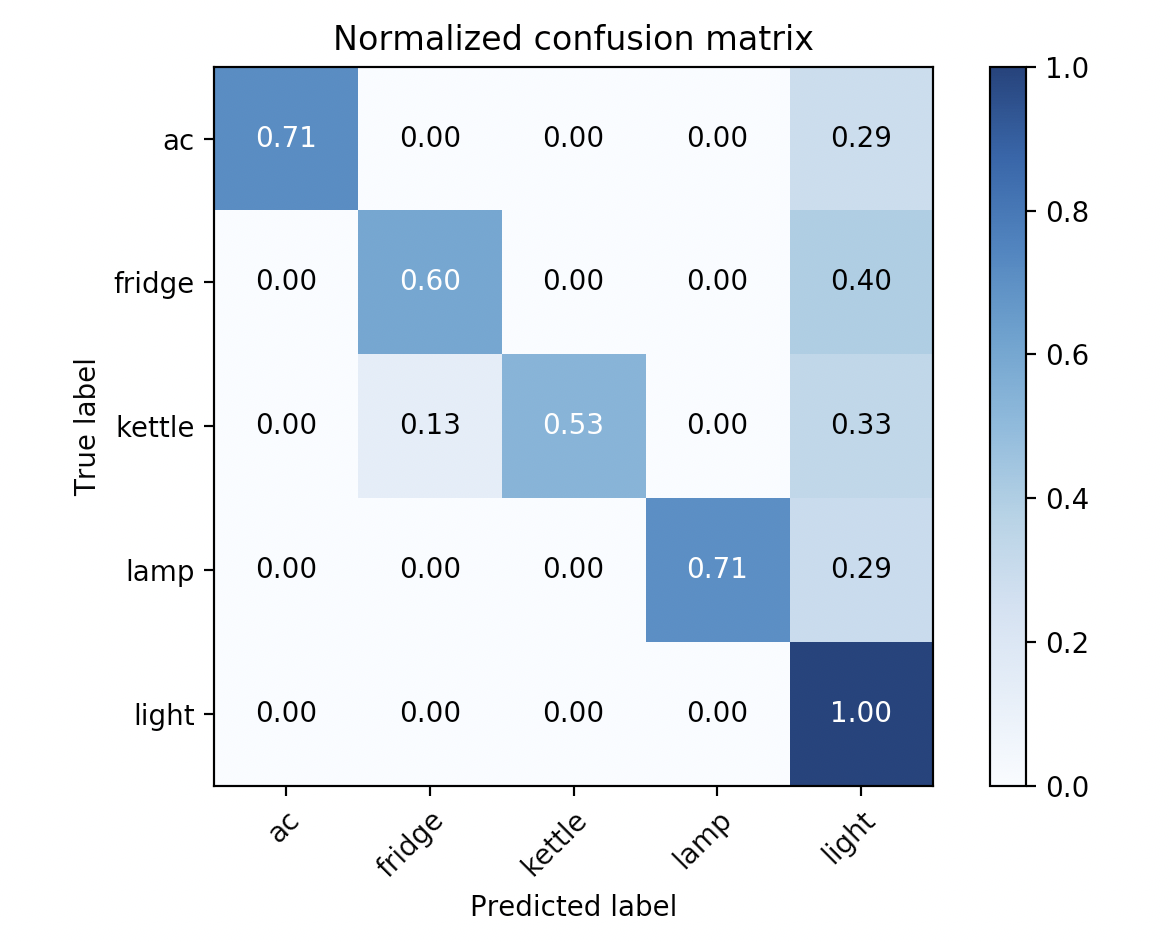 Normalized confusion matrix
ac 0.71 0.00 0.00 0.00 0.29
fridge 0.00 0.60 0.00 0.00 0.40
kettle 0.00 0.13 0.53 0.00 0.33
lamp 0.00 0.00 0.00 0.71 0.29
light 0.00 0.00 0.00 0.00 1.00
True label
ac fridge kettle lamp light
Predicted label
1.0
0.8
0.6
0.4
0.2
0.0